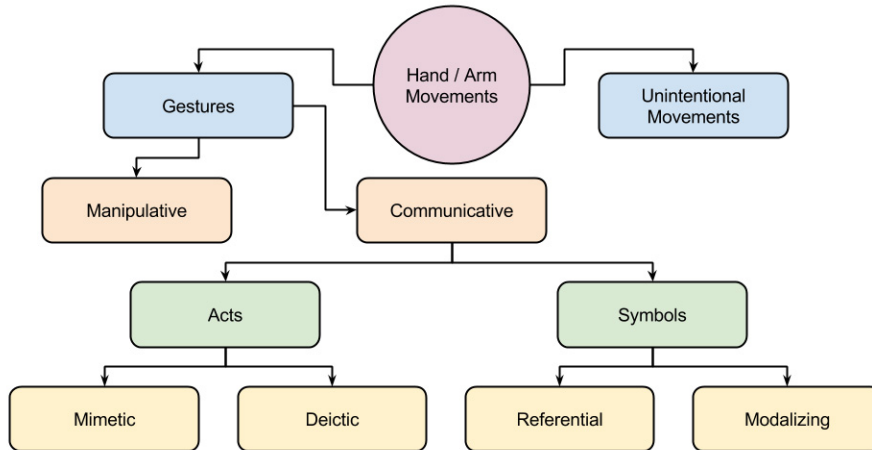 Hand / Arm
Movements
Gestures
Unintentional
Movements
Manipulative
Communicative
Acts
Symbols
Mimetic
Deictic
Referential
Modalizing